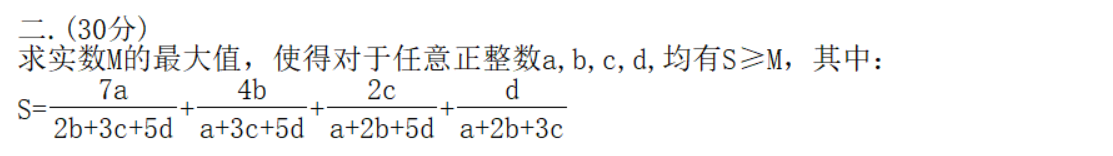 二. (30分)
求实数M的最大值，使得对于任意正整数a,b,c,d,均有S≥M，其中：
S=7a/(2b+3c+5d)+4b/(a+3c+5d)+2c/(a+2b+5d)+d/(a+2b+3c)